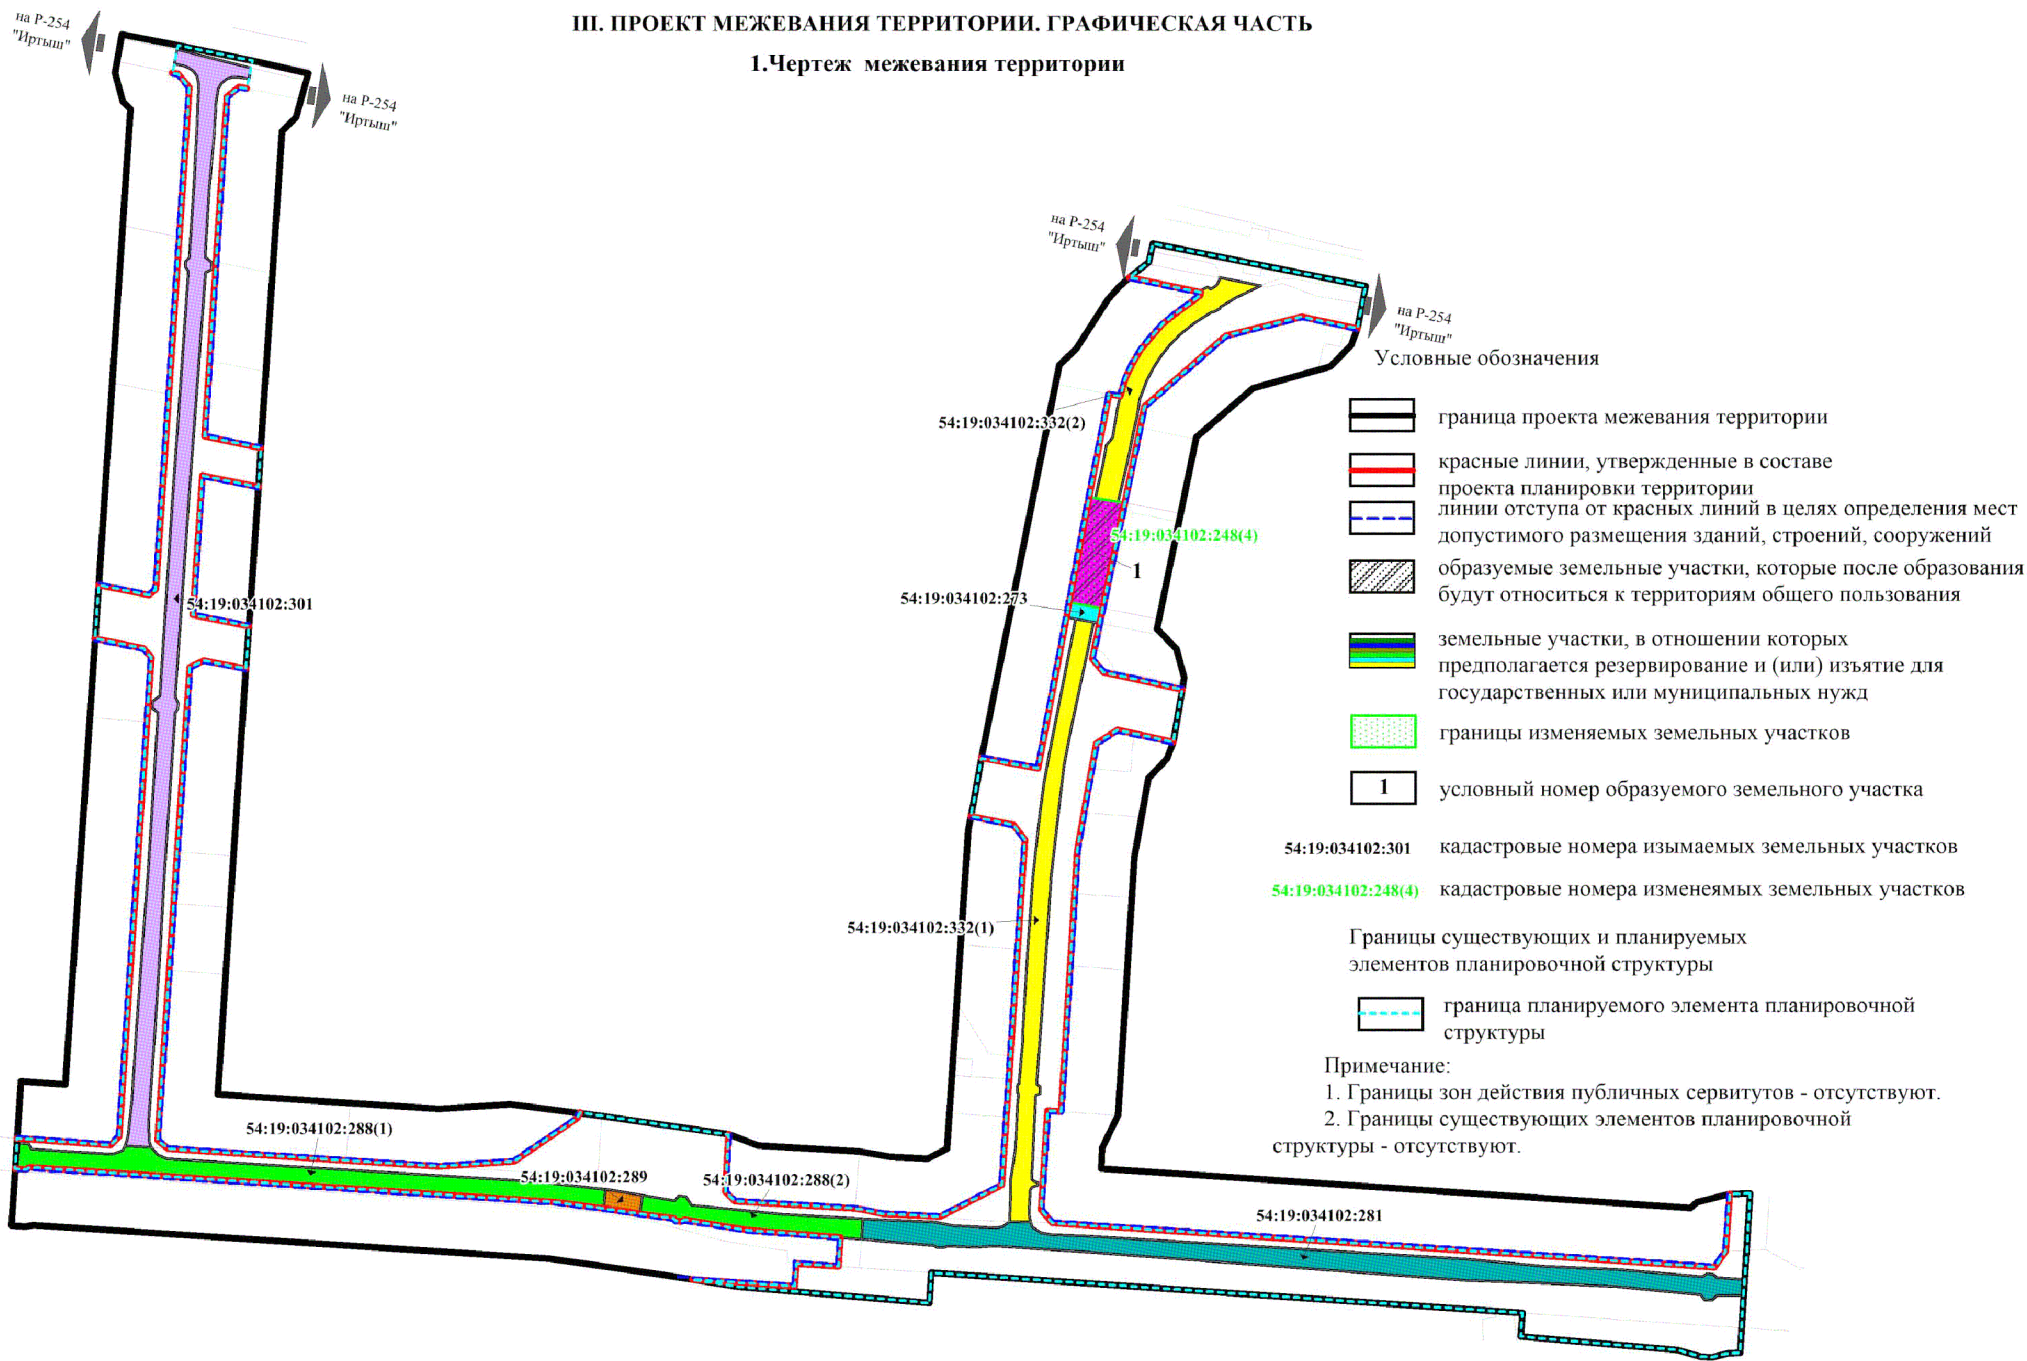 III. ПРОЕКТ МЕЖЕВАНИЯ ТЕРРИТОРИИ. ГРАФИЧЕСКАЯ ЧАСТЬ
1.Чертеж межевания территории
на Р-254
"Иртыш"
на Р-254
"Иртыш"
на Р-254
"Иртыш"
на Р-254
"Иртыш"
54:19:034102:332(2)
54:19:034102:248(4)
1
54:19:034102:273
54:19:034102:301
54:19:034102:332(1)
54:19:034102:288(1)
54:19:034102:289
54:19:034102:288(2)
54:19:034102:281
Условные обозначения
граница проекта межевания территории
красные линии, утвержденные в составе
проекта планировки территории
линии отступа от красных линий в целях определения мест
допустимого размещения зданий, строений, сооружений
образуемые земельные участки, которые после образования
будут относиться к территориям общего пользования
земельные участки, в отношении которых
предполагается резервирование и (или) изъятие для
государственных или муниципальных нужд
границы изменяемых земельных участков
1 условный номер образуемого земельного участка
54:19:034102:301 кадастровые номера изымаемых земельных участков
54:19:034102:248(4) кадастровые номера измененяемых земельных участков
Границы существующих и планируемых
элементов планировочной структуры
граница планируемого элемента планировочной
структуры
Примечание:
1. Границы зон действия публичных сервитутов - отсутствуют.
2. Границы существующих элементов планировочной
структуры - отсутствуют.